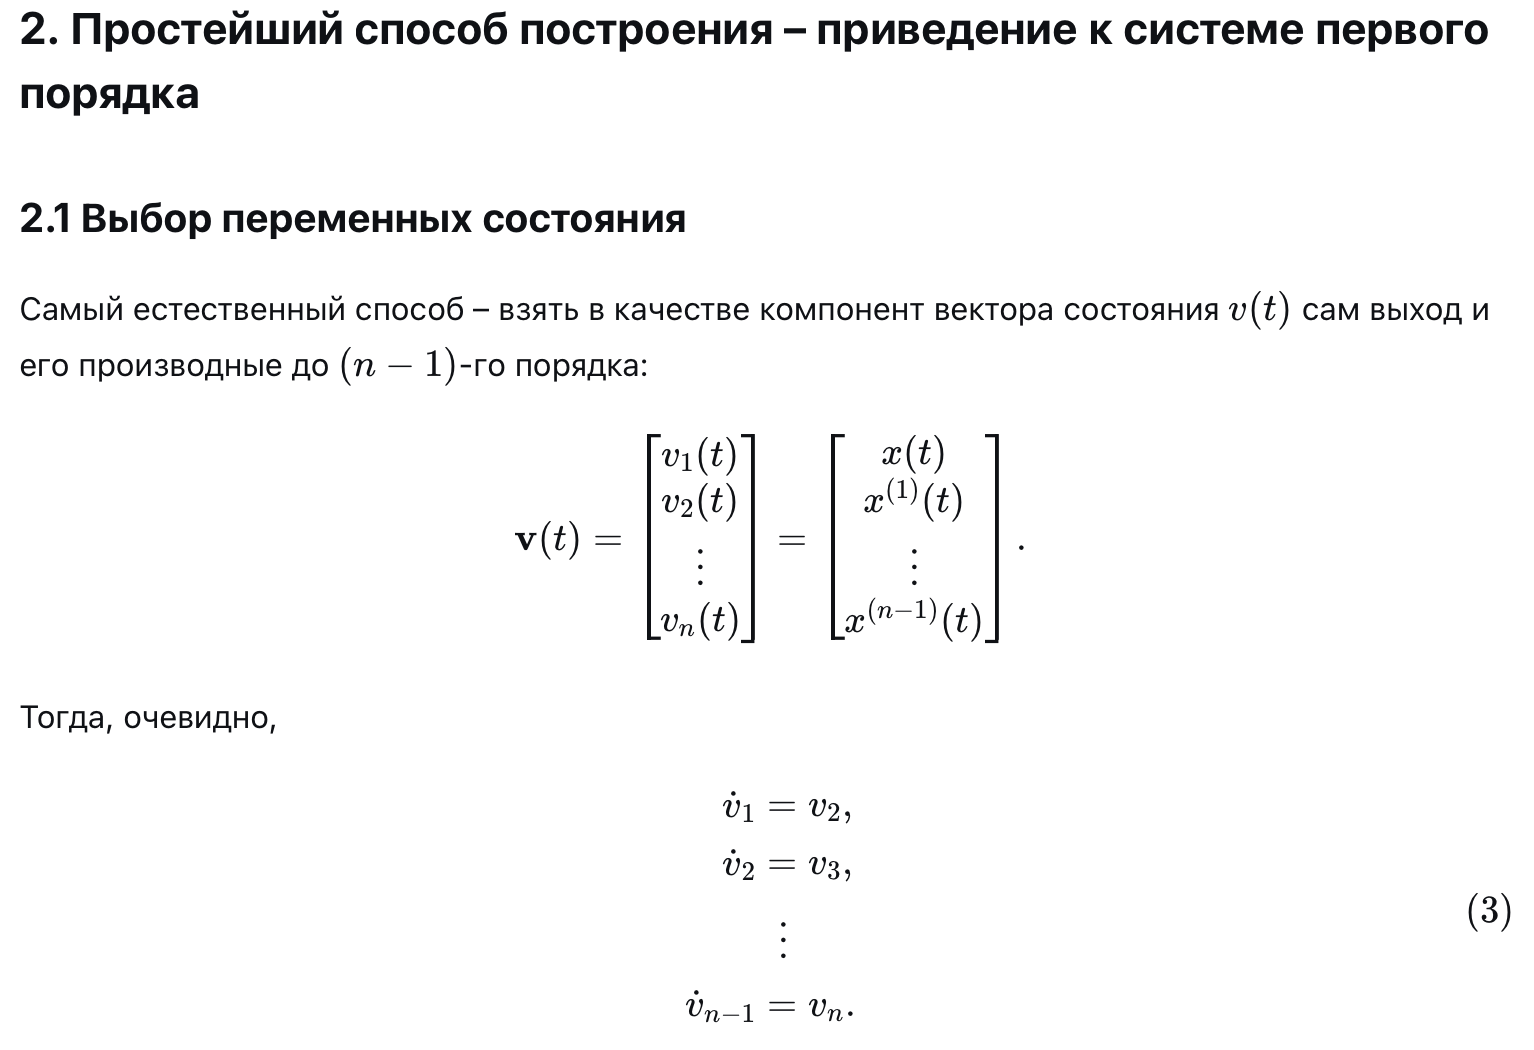 2. Простейший способ построения – приведение к системе первого
порядка
2.1 Выбор переменных состояния
Самый естественный способ – взять в качестве компонент вектора состояния v(t) сам выход и
его производные до (n − 1)-го порядка:
v(t) = [v₁(t) v₂(t) ⋮ vₙ(t)] = [x(t) x⁽¹⁾(t) ⋮ x⁽ⁿ⁻¹⁾(t)] .
Тогда, очевидно,
v̇₁ = v₂,
v̇₂ = v₃,
⋮
(3)
v̇ₙ₋₁ = vₙ.